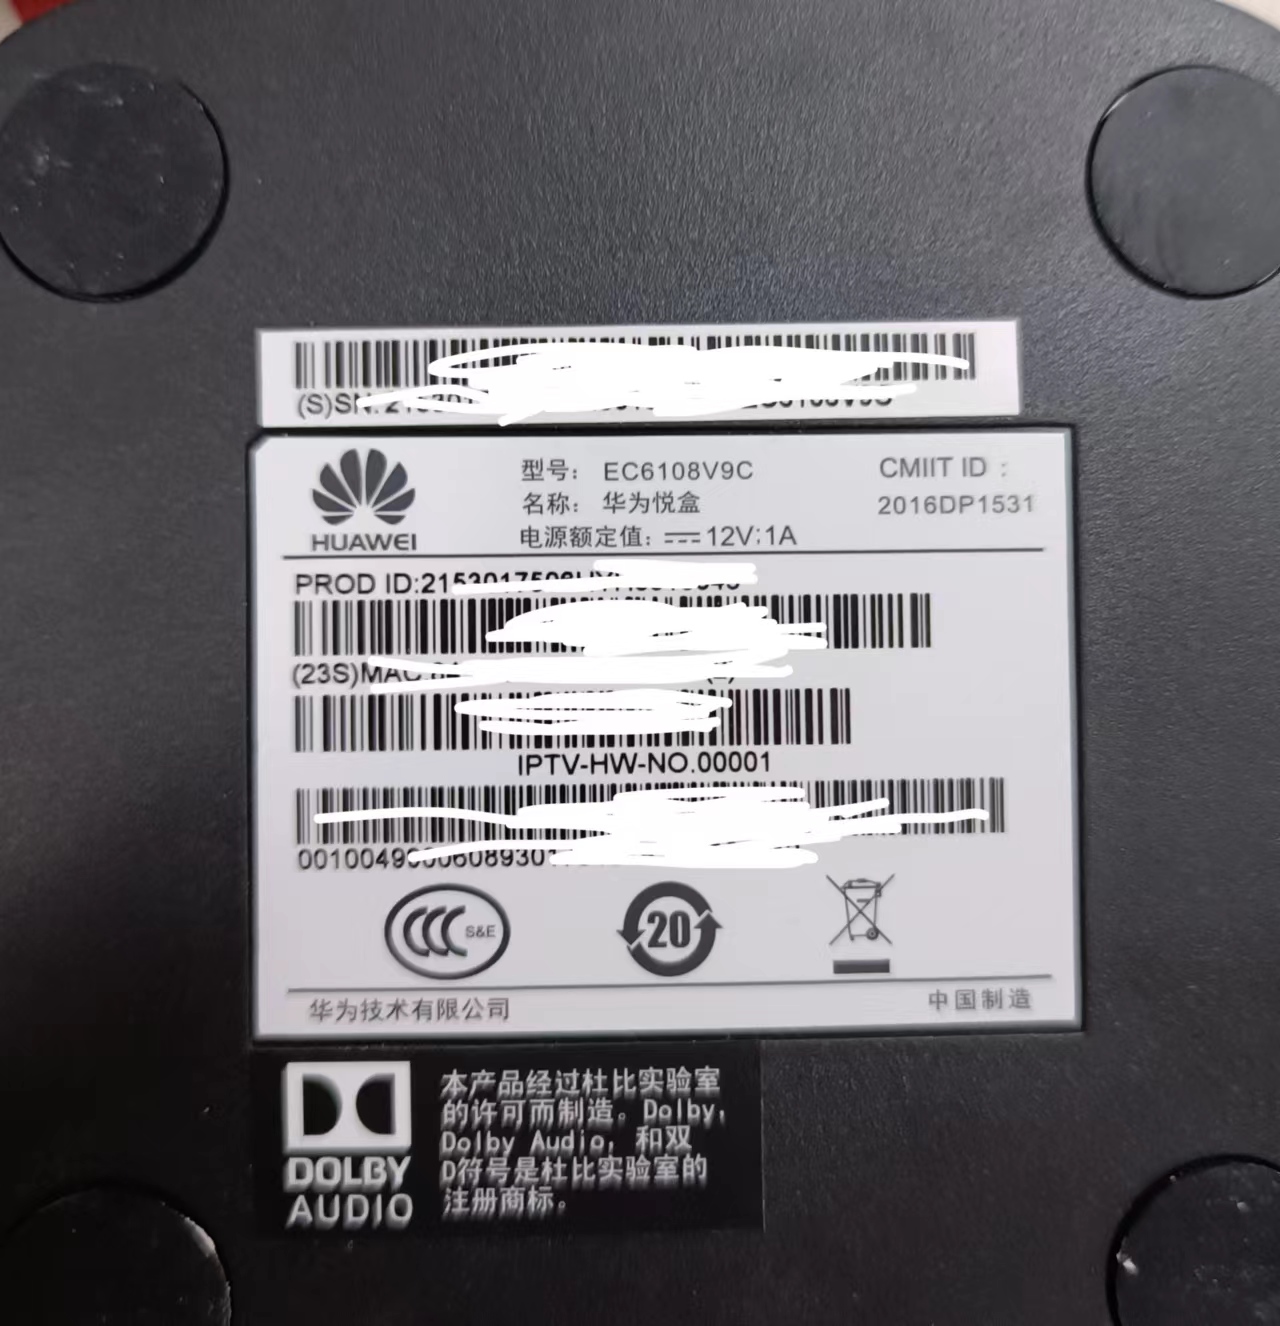 (S)SN:
HUAWEI
型号： EC6108V9C
名称： 华为悦盒
电源额定值： 12V;1A
CMIIT ID :
2016DP1531
PROD ID:
(23S)MAC:
IPTV-HW-NO.00001
S&E
20
华为技术有限公司
中国制造
DOLBY
AUDIO
本产品经过杜比实验室
的许可而制造。Dolby,
Dolby Audio, 和双
D符号是杜比实验室的
注册商标。